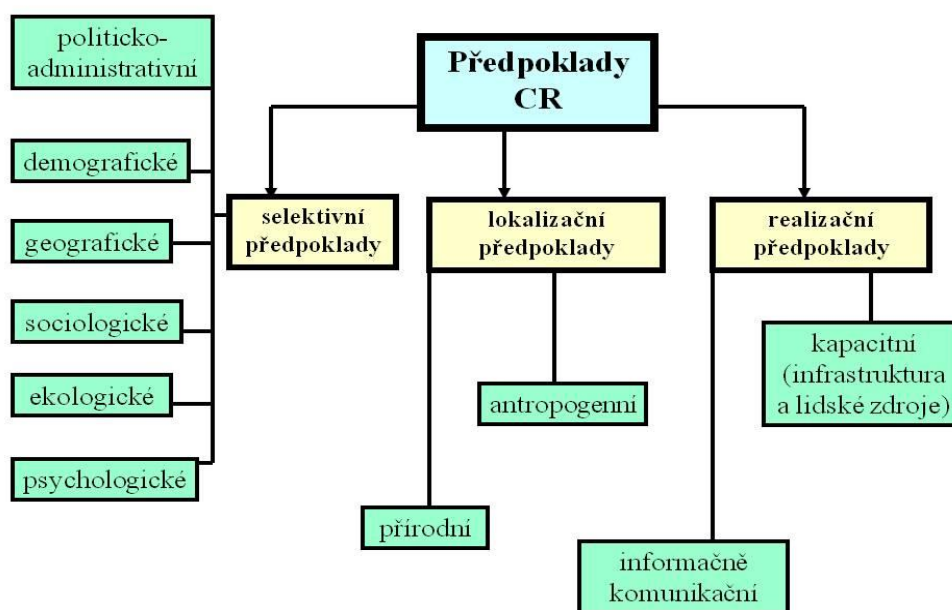 Předpoklady
CR
politicko-
administrativní
demografické
geografické
sociologické
ekologické
psychologické
selektivní
předpoklady
lokalizační
předpoklady
antropogenní
přírodní
realizační
předpoklady
kapacitní
(infrastruktura
a lidské zdroje)
informačně
komunikační